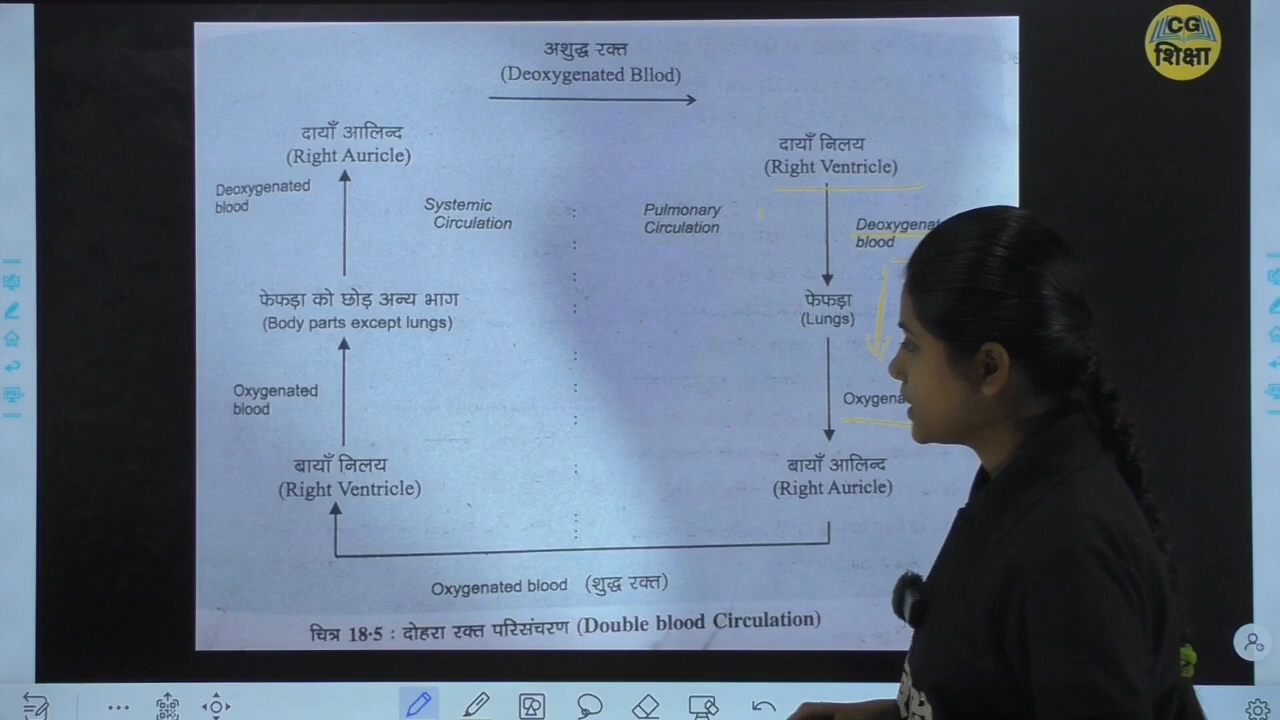 CG
शिक्षा
अशुद्ध रक्त
(Deoxygenated Bllod)
दायाँ आलिन्द
(Right Auricle)
दायाँ निलय
(Right Ventricle)
Deoxygenated
blood
Systemic
Circulation
Pulmonary
Circulation
blood
फेफड़ा को छोड़ अन्य भाग
(Body parts except lungs)
फेफड़ा
(Lungs)
Oxygenated
blood
बायाँ निलय
(Right Ventricle)
बायाँ आलिन्द
(Right Auricle)
Oxygenated blood (शुद्ध रक्त)
चित्र 18·5 : दोहरा रक्त परिसंचरण (Double blood Circulation)